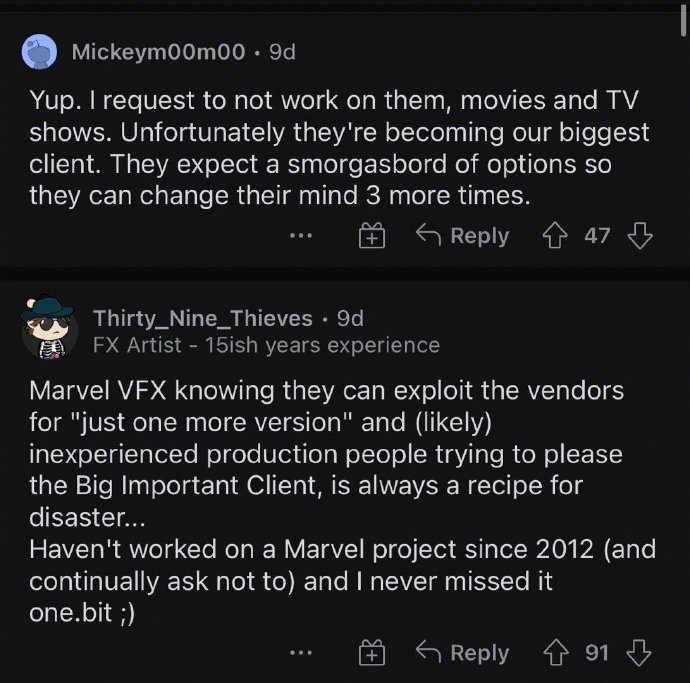 Mickeym00m00 • 9d
Yup. I request to not work on them, movies and TV
shows. Unfortunately they're becoming our biggest
client. They expect a smorgasbord of options so
they can change their mind 3 more times.
... Reply 47
Thirty_Nine_Thieves • 9d
FX Artist - 15ish years experience
Marvel VFX knowing they can exploit the vendors
for "just one more version" and (likely)
inexperienced production people trying to please
the Big Important Client, is always a recipe for
disaster...
Haven't worked on a Marvel project since 2012 (and
continually ask not to) and I never missed it
one.bit ;)
... Reply 91